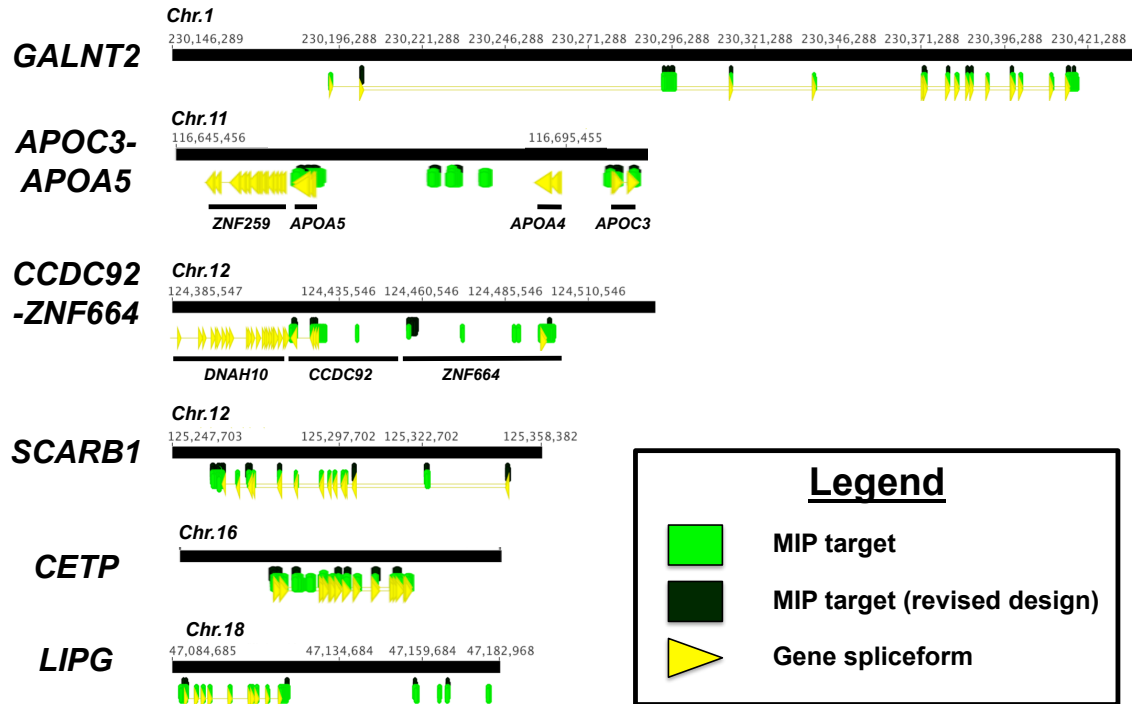 Chr.1
230,146,289 230,196,288 230,221,288 230,246,288 230,271,288 230,296,288 230,321,288 230,346,288 230,371,288 230,396,288 230,421,288
GALNT2
Chr.11
116,645,456 116,695,455
APOC3-
APOA5
ZNF259 APOA5 APOA4 APOC3
CCDC92
-ZNF664
Chr.12
124,385,547 124,435,546 124,460,546 124,485,546 124,510,546
DNAH10 CCDC92 ZNF664
Chr.12
125,247,703 125,297,702 125,322,702 125,358,382
SCARB1
Chr.16
CETP
Chr.18
47,084,685 47,134,684 47,159,684 47,182,968
LIPG
Legend
MIP target
MIP target (revised design)
Gene spliceform